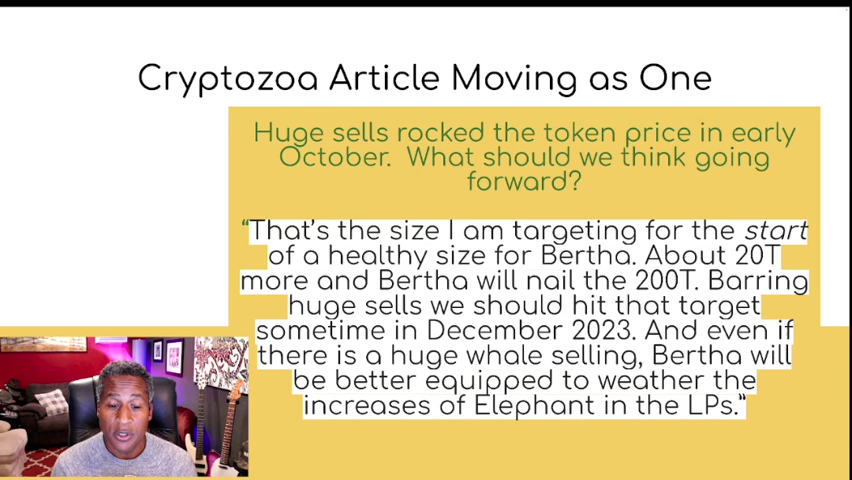 Cryptozoa Article Moving as One
Huge sells rocked the token price in early
October. What should we think going
forward?
“That's the size I am targeting for the start
of a healthy size for Bertha. About 20T
more and Bertha will nail the 200T. Barring
huge sells we should hit that target
sometime in December 2023. And even if
there is a huge whale selling, Bertha will
be better equipped to weather the
increases of Elephant in the LPs.”